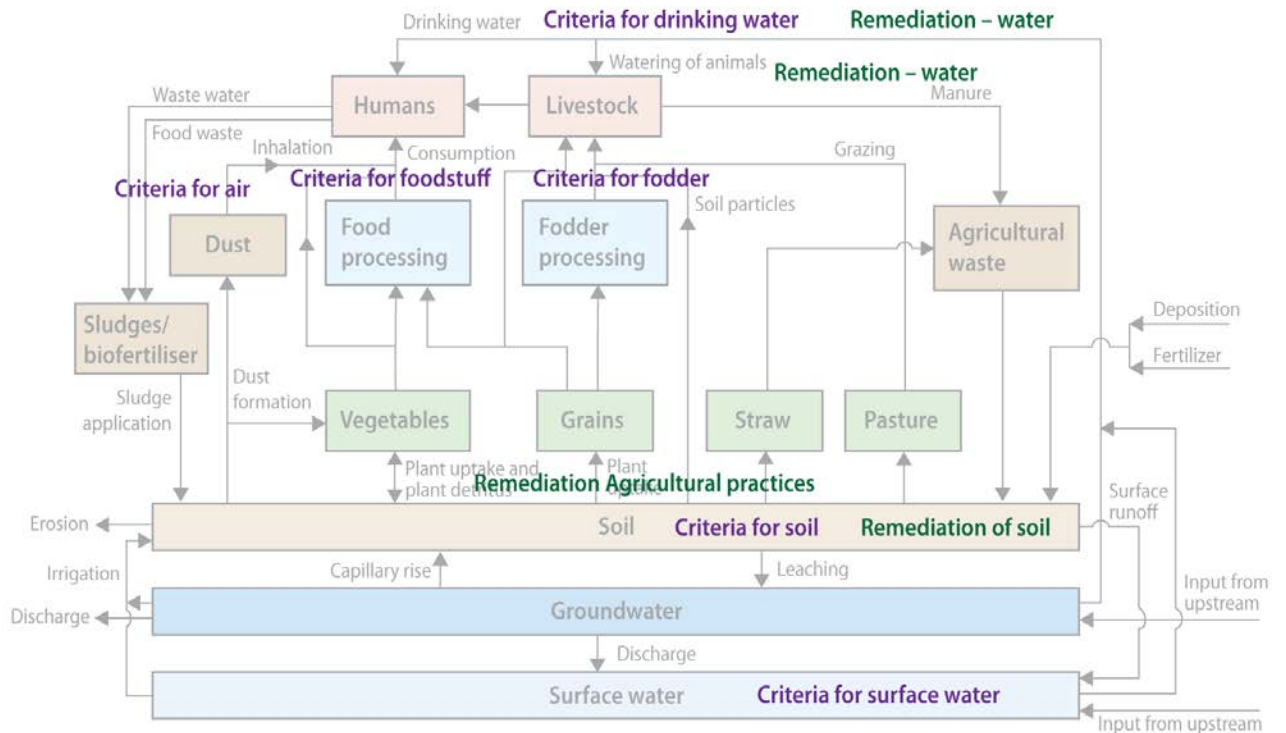 Drinking water
Criteria for drinking water
Remediation – water
Watering of animals
Remediation – water
Waste water
Humans
Livestock
Manure
Food waste
Inhalation
Consumption
Grazing
Criteria for air
Criteria for foodstuff
Criteria for fodder
Soil particles
Dust
Food
processing
Fodder
processing
Agricultural
waste
Sludges/
biofertiliser
Deposition
Fertilizer
Sludge
application
Dust
formation
Vegetables
Grains
Straw
Pasture
Plant uptake and
plant detritus
Plant
uptake
Remediation Agricultural practices
Surface
runoff
Erosion
Soil
Criteria for soil
Remediation of soil
Irrigation
Capillary rise
Leaching
Input from
upstream
Discharge
Groundwater
Discharge
Surface water
Criteria for surface water
Input from upstream